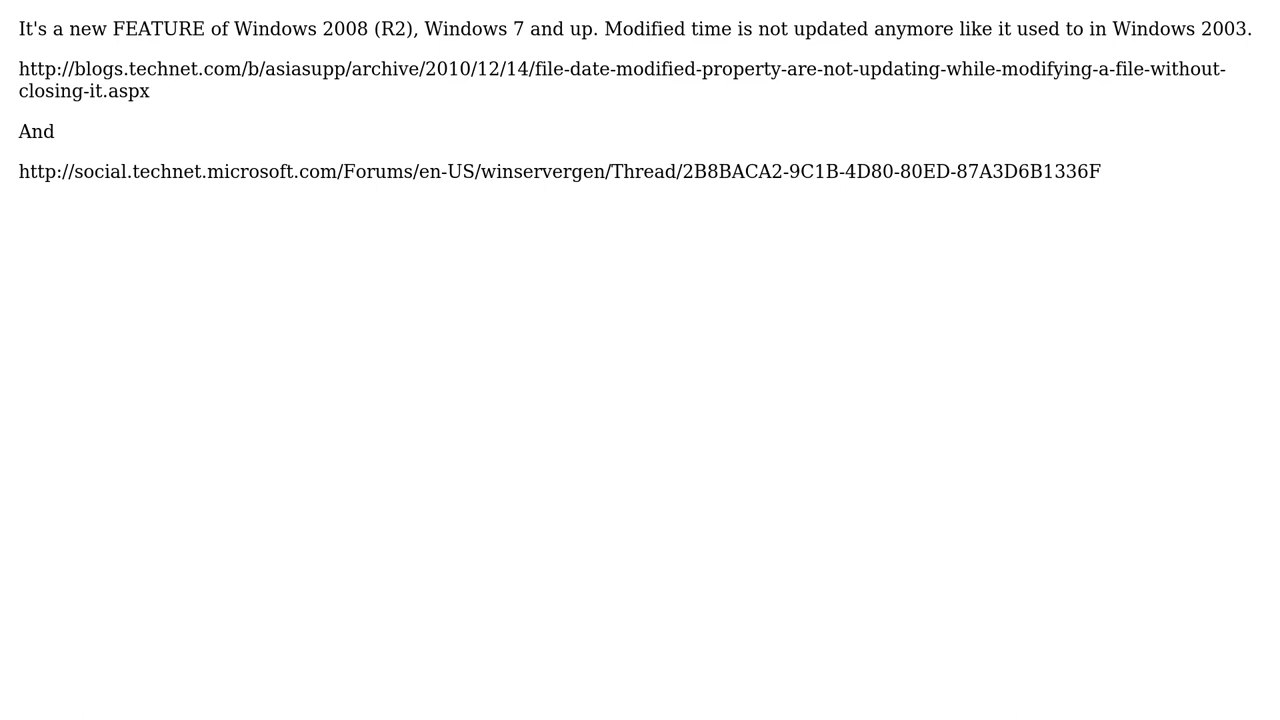 It's a new FEATURE of Windows 2008 (R2), Windows 7 and up. Modified time is not updated anymore like it used to in Windows 2003.
http://blogs.technet.com/b/asiasupp/archive/2010/12/14/file-date-modified-property-are-not-updating-while-modifying-a-file-without-
closing-it.aspx
And
http://social.technet.microsoft.com/Forums/en-US/winservergen/Thread/2B8BACA2-9C1B-4D80-80ED-87A3D6B1336F